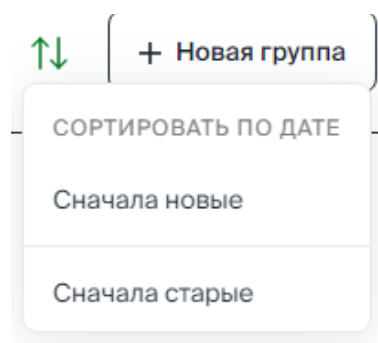 + Новая группа
СОРТИРОВАТЬ ПО ДАТЕ
Сначала новые
Сначала старые